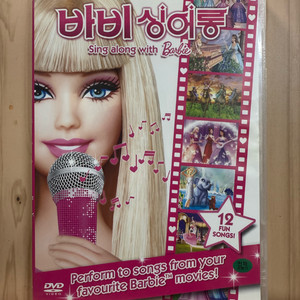 바비 싱어롱
Sing along with Barbie
12
FUN
SONGS!
Perform to songs from your
favourite Barbie™ movies!
DVD
VIDEO